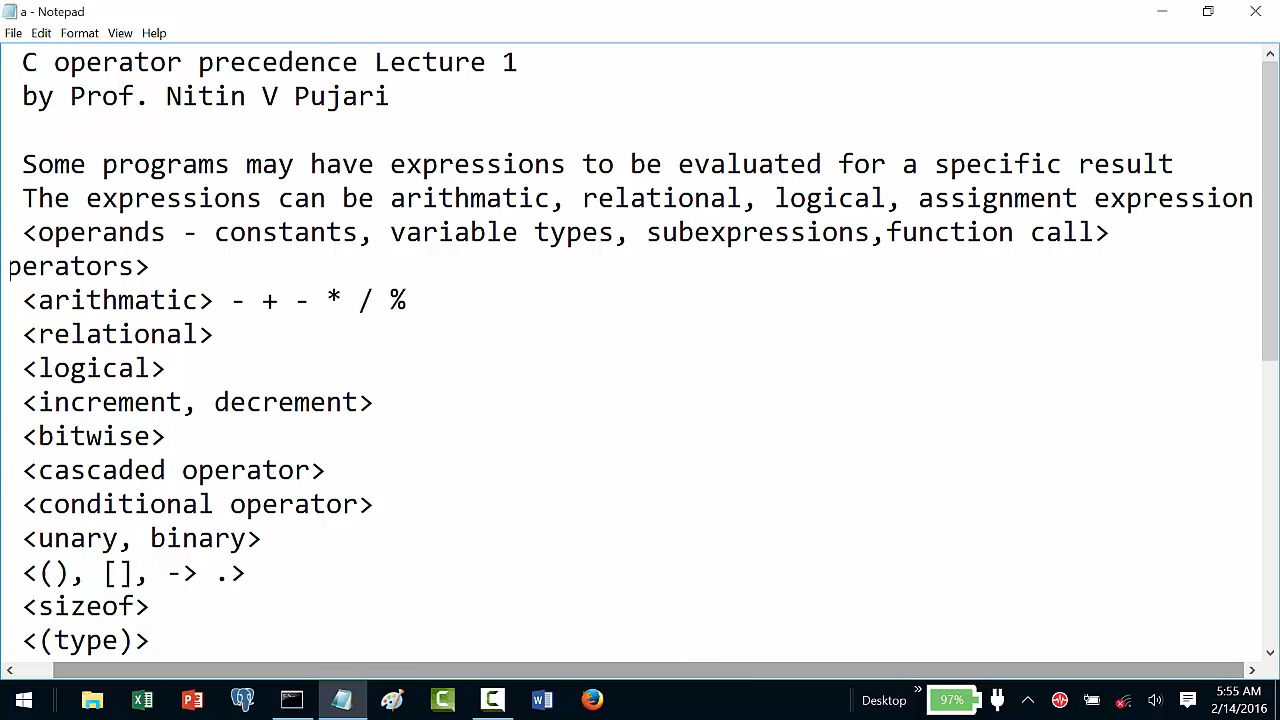 a - Notepad
File Edit Format View Help
C operator precedence Lecture 1
by Prof. Nitin V Pujari
Some programs may have expressions to be evaluated for a specific result
The expressions can be arithmatic, relational, logical, assignment expression
<operands - constants, variable types, subexpressions,function call>
perators>
<arithmatic> - + - * / %
<relational>
<logical>
<increment, decrement>
<bitwise>
<cascaded operator>
<conditional operator>
<unary, binary>
<(), [], -> .>
<sizeof>
<(type)>
Desktop » 97% 5:55 AM
2/14/2016